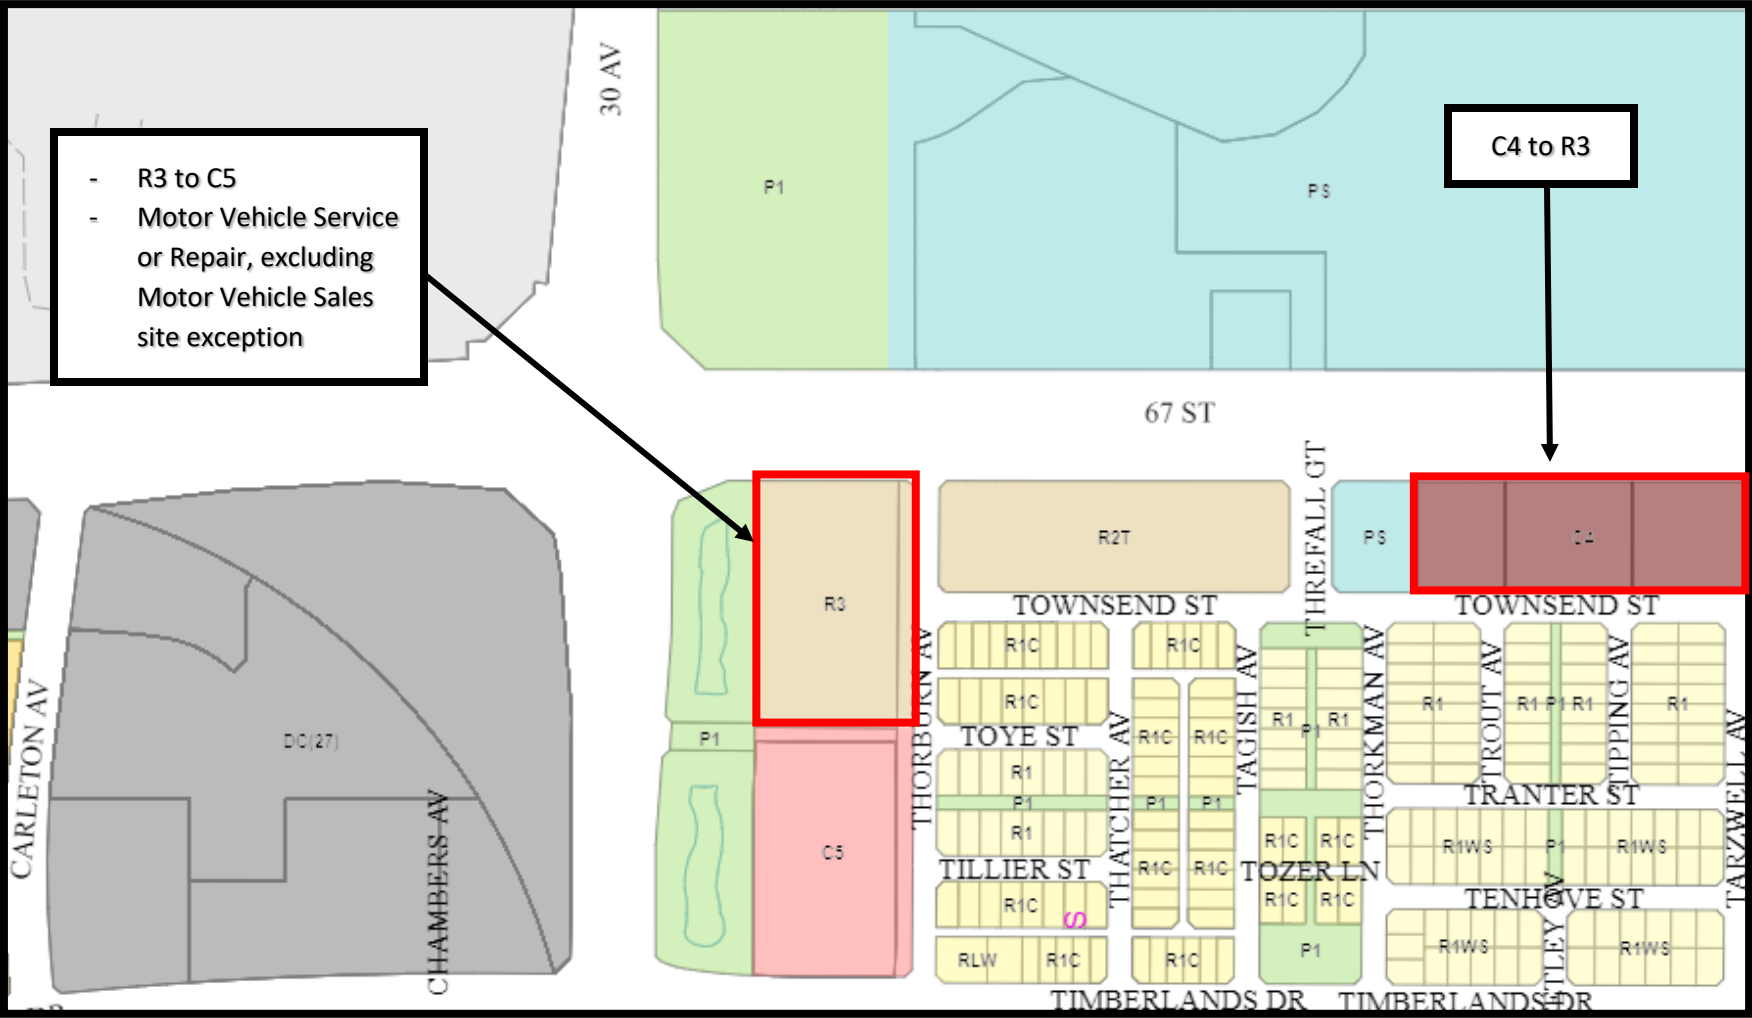 30 AV
- R3 to C5
- Motor Vehicle Service
or Repair, excluding
Motor Vehicle Sales
site exception
P1
PS
C4 to R3
67 ST
THREFALL GT
R3
R2T
PS
C4
TOWNSEND ST
TOWNSEND ST
THORBURN AV
R1C
R1C
R1C
TOYE ST
R1
P1
R1
TILLIER ST
R1C
S
RLW
R1C
THATCHER AV
R1C
R1C
P1
P1
R1C
R1C
R1C
TAGISH AV
R1
R1
P1
R1C
R1C
TOZER LN
R1C
R1C
P1
THORKMAN AV
R1
TROUT AV
R1
P1
R1
TIPPING AV
R1
TARZWELL AV
TRANTER ST
R1WS
P1
R1WS
TENHOVE ST
R1WS
R1WS
TIMBERLANDS DR
TIMBERLANDS DR
P1
C5
DC(27)
CARLETON AV
CHAMBERS AV